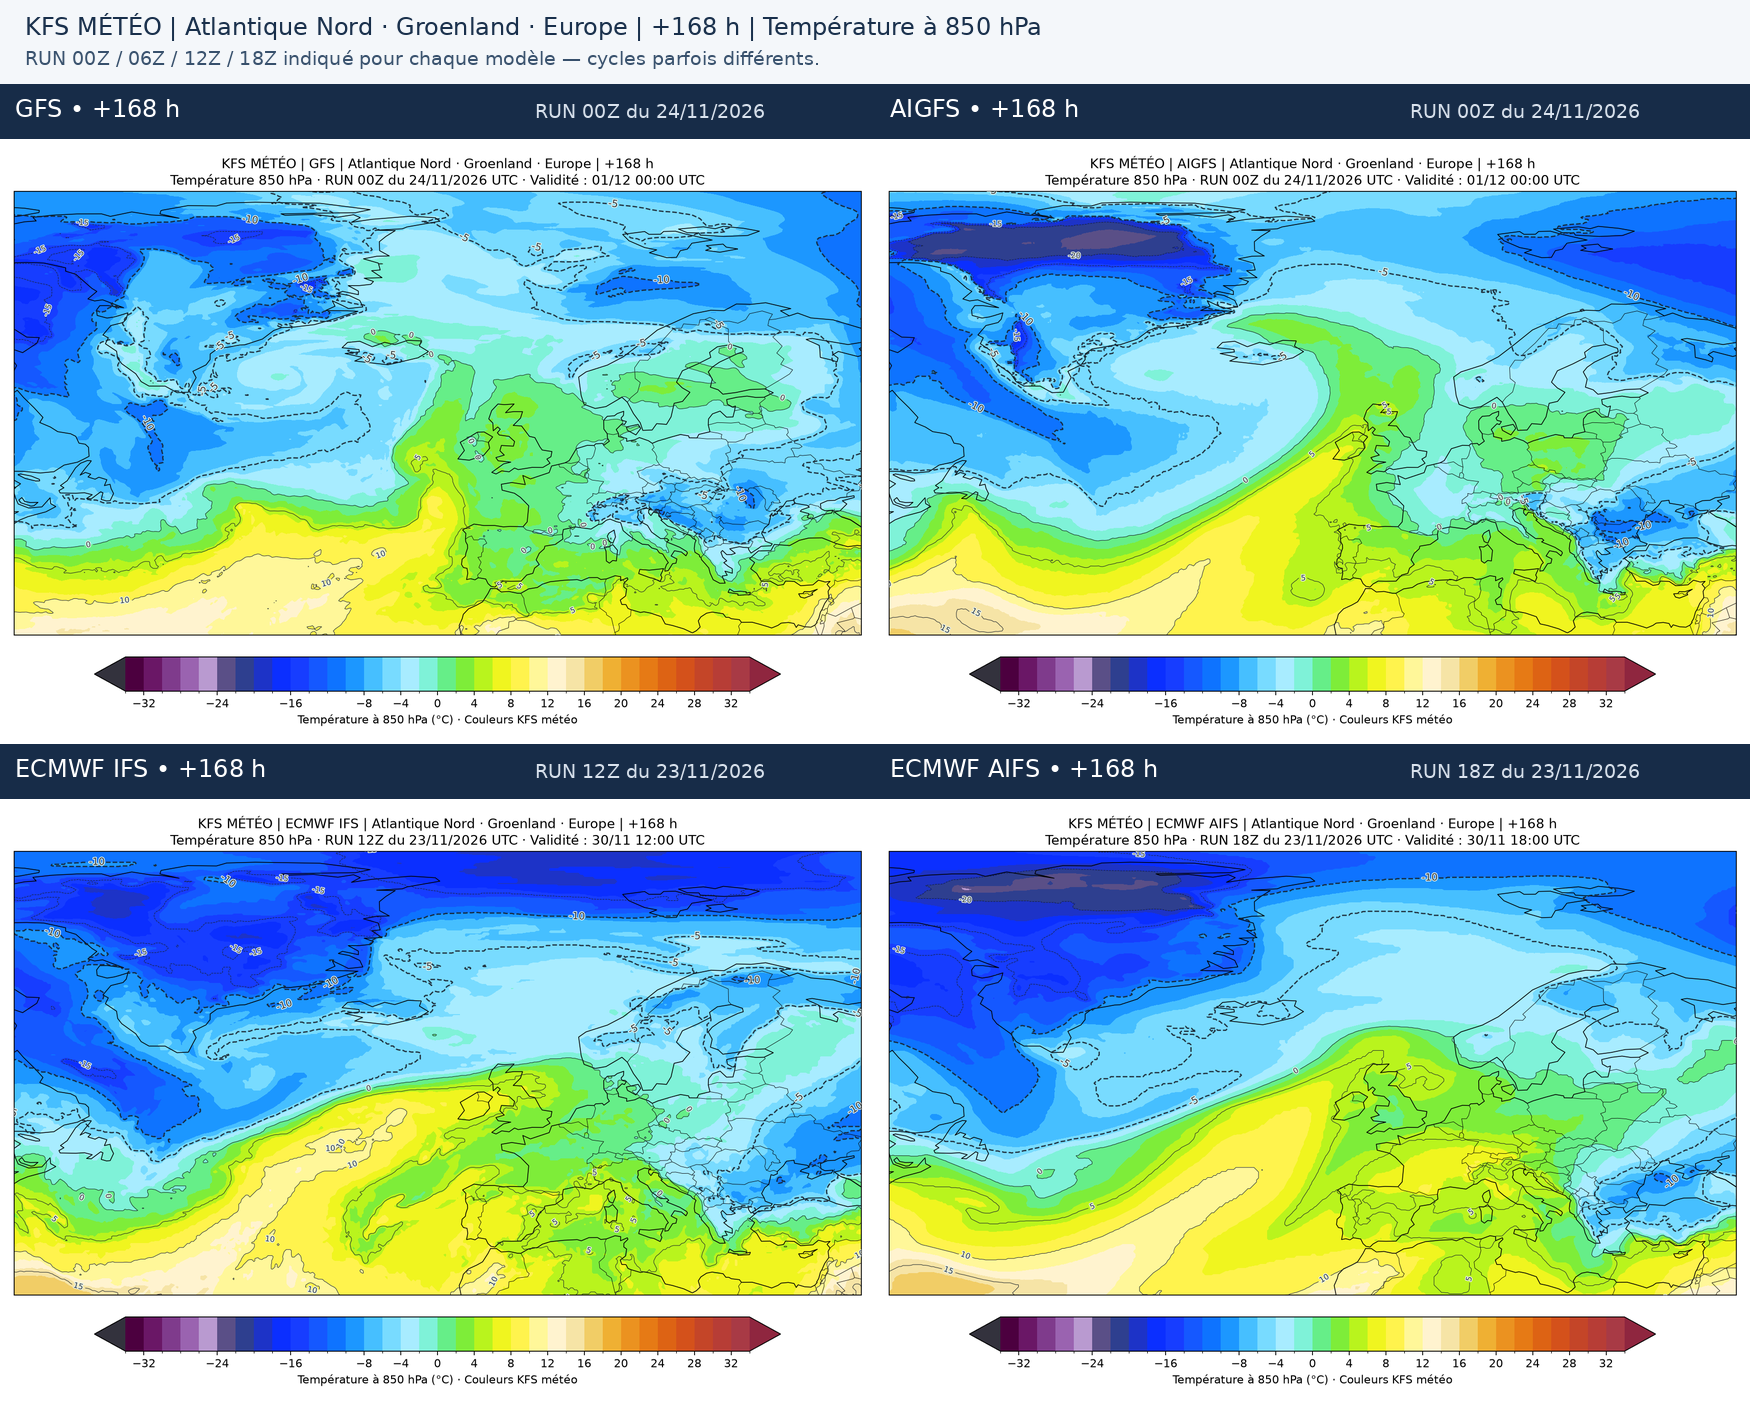 KFS MÉTÉO | Atlantique Nord · Groenland · Europe | +168 h | Température à 850 hPa
RUN 00Z / 06Z / 12Z / 18Z indiqué pour chaque modèle — cycles parfois différents.
GFS • +168 h
RUN 00Z du 24/11/2026
AIGFS • +168 h
RUN 00Z du 24/11/2026
KFS MÉTÉO | GFS | Atlantique Nord · Groenland · Europe | +168 h
Température 850 hPa · RUN 00Z du 24/11/2026 UTC · Validité : 01/12 00:00 UTC
KFS MÉTÉO | AIGFS | Atlantique Nord · Groenland · Europe | +168 h
Température 850 hPa · RUN 00Z du 24/11/2026 UTC · Validité : 01/12 00:00 UTC
−32 −24 −16 −8 −4 0 4 8 12 16 20 24 28 32
Température à 850 hPa (°C) · Couleurs KFS météo
−32 −24 −16 −8 −4 0 4 8 12 16 20 24 28 32
Température à 850 hPa (°C) · Couleurs KFS météo
ECMWF IFS • +168 h
RUN 12Z du 23/11/2026
ECMWF AIFS • +168 h
RUN 18Z du 23/11/2026
KFS MÉTÉO | ECMWF IFS | Atlantique Nord · Groenland · Europe | +168 h
Température 850 hPa · RUN 12Z du 23/11/2026 UTC · Validité : 30/11 12:00 UTC
KFS MÉTÉO | ECMWF AIFS | Atlantique Nord · Groenland · Europe | +168 h
Température 850 hPa · RUN 18Z du 23/11/2026 UTC · Validité : 30/11 18:00 UTC
−32 −24 −16 −8 −4 0 4 8 12 16 20 24 28 32
Température à 850 hPa (°C) · Couleurs KFS météo
−32 −24 −16 −8 −4 0 4 8 12 16 20 24 28 32
Température à 850 hPa (°C) · Couleurs KFS météo